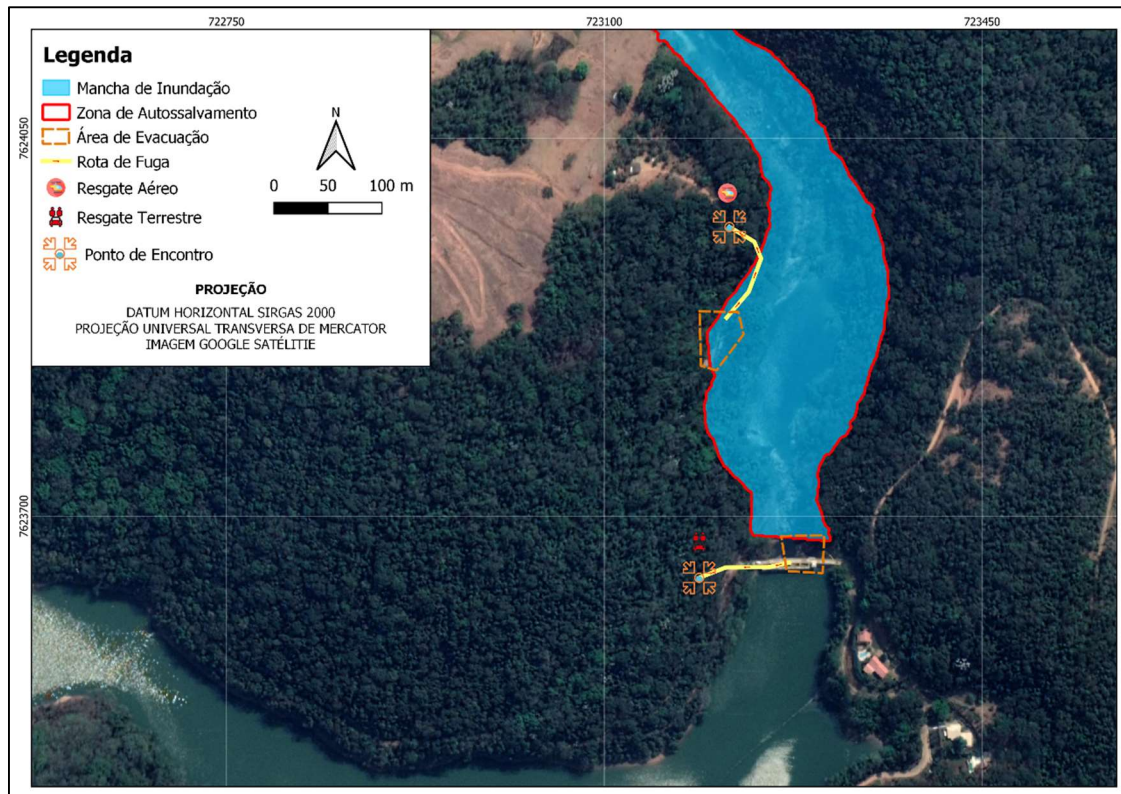 722750
723100
723450
7624050
7623700
Legenda
Mancha de Inundação
Zona de Autossalvamento
Área de Evacuação
Rota de Fuga
Resgate Aéreo
Resgate Terrestre
Ponto de Encontro
N
0 50 100 m
PROJEÇÃO
DATUM HORIZONTAL SIRGAS 2000
PROJEÇÃO UNIVERSAL TRANSVERSA DE MERCATOR
IMAGEM GOOGLE SATÉLITIE